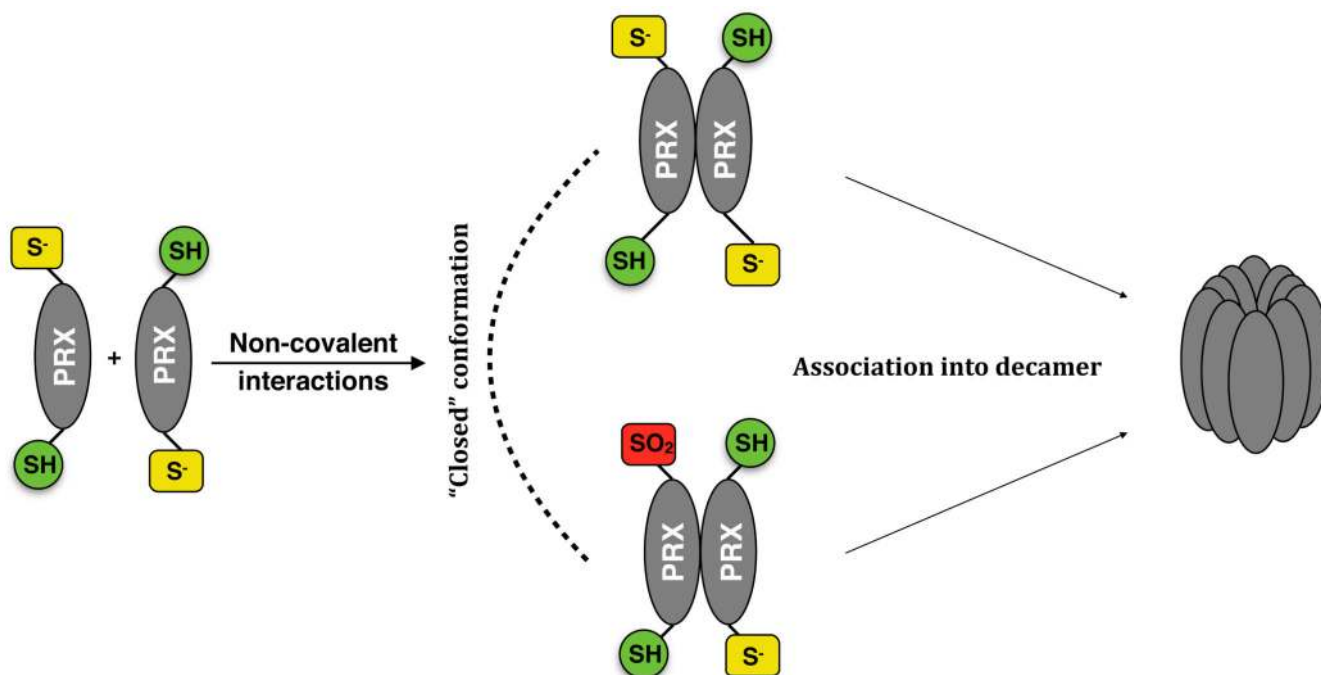 S-
SH
PRX
PRX
SH
S-
S-
SH
PRX
+
PRX
SH
S-
Non-covalent
interactions
"Closed" conformation
Association into decamer
SO₂
SH
PRX
PRX
SH
S-